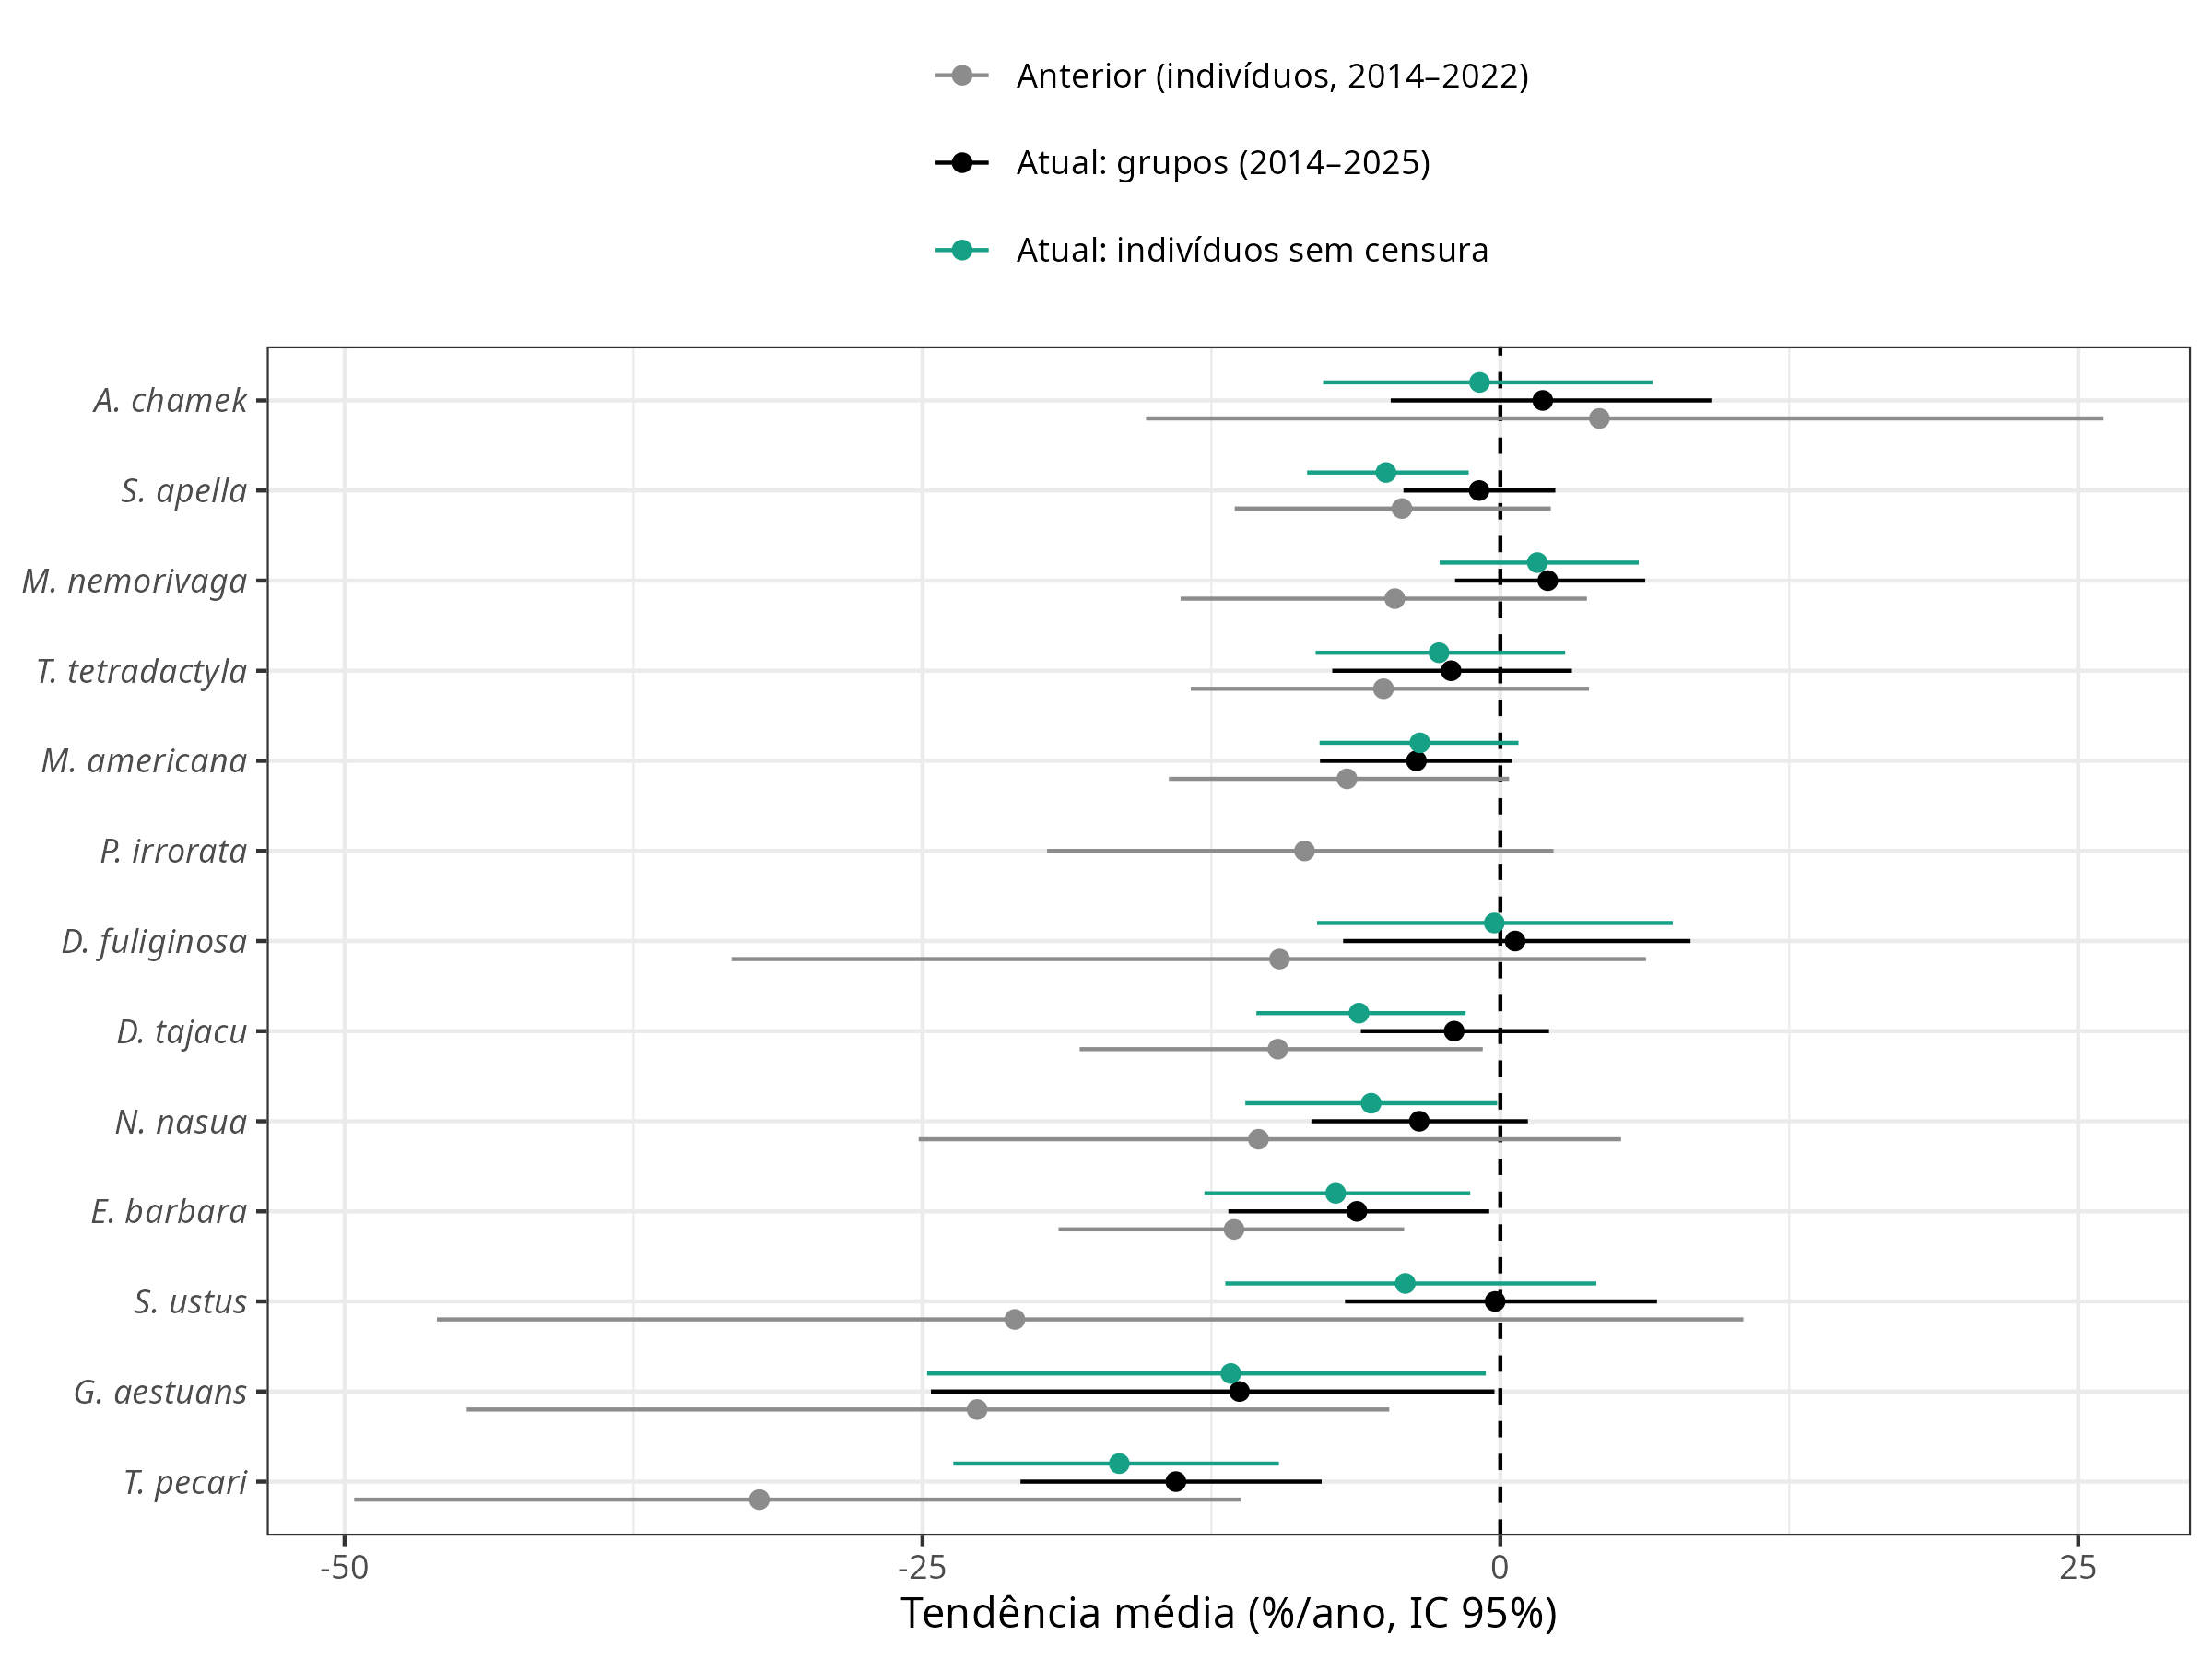 Anterior (indivíduos, 2014–2022)
Atual: grupos (2014–2025)
Atual: indivíduos sem censura
A. chamek
S. apella
M. nemorivaga
T. tetradactyla
M. americana
P. irrorata
D. fuliginosa
D. tajacu
N. nasua
E. barbara
S. ustus
G. aestuans
T. pecari
-50 -25 0 25
Tendência média (%/ano, IC 95%)